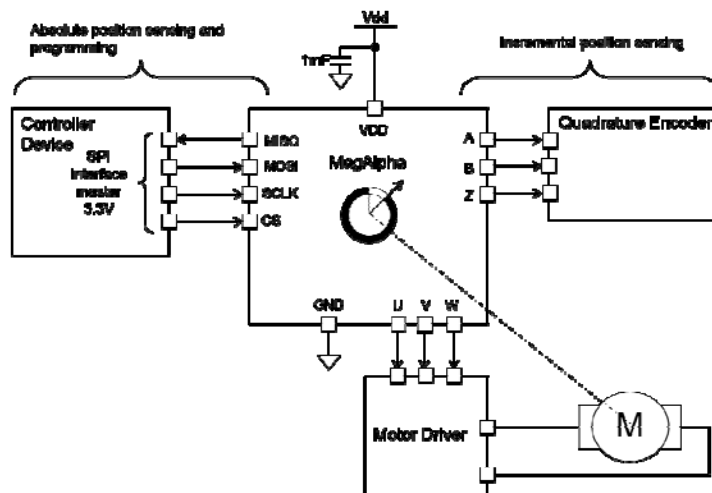 Absolute position sensing and
programming
Vdd
1nF
Incremental position sensing
Controller
Device
SPI
interface
master
3.3V
MISO
MOSI
SCLK
CS
VDD
MagAlpha
A
B
Z
Quadrature Encoder
GND
U V W
Motor Driver
M